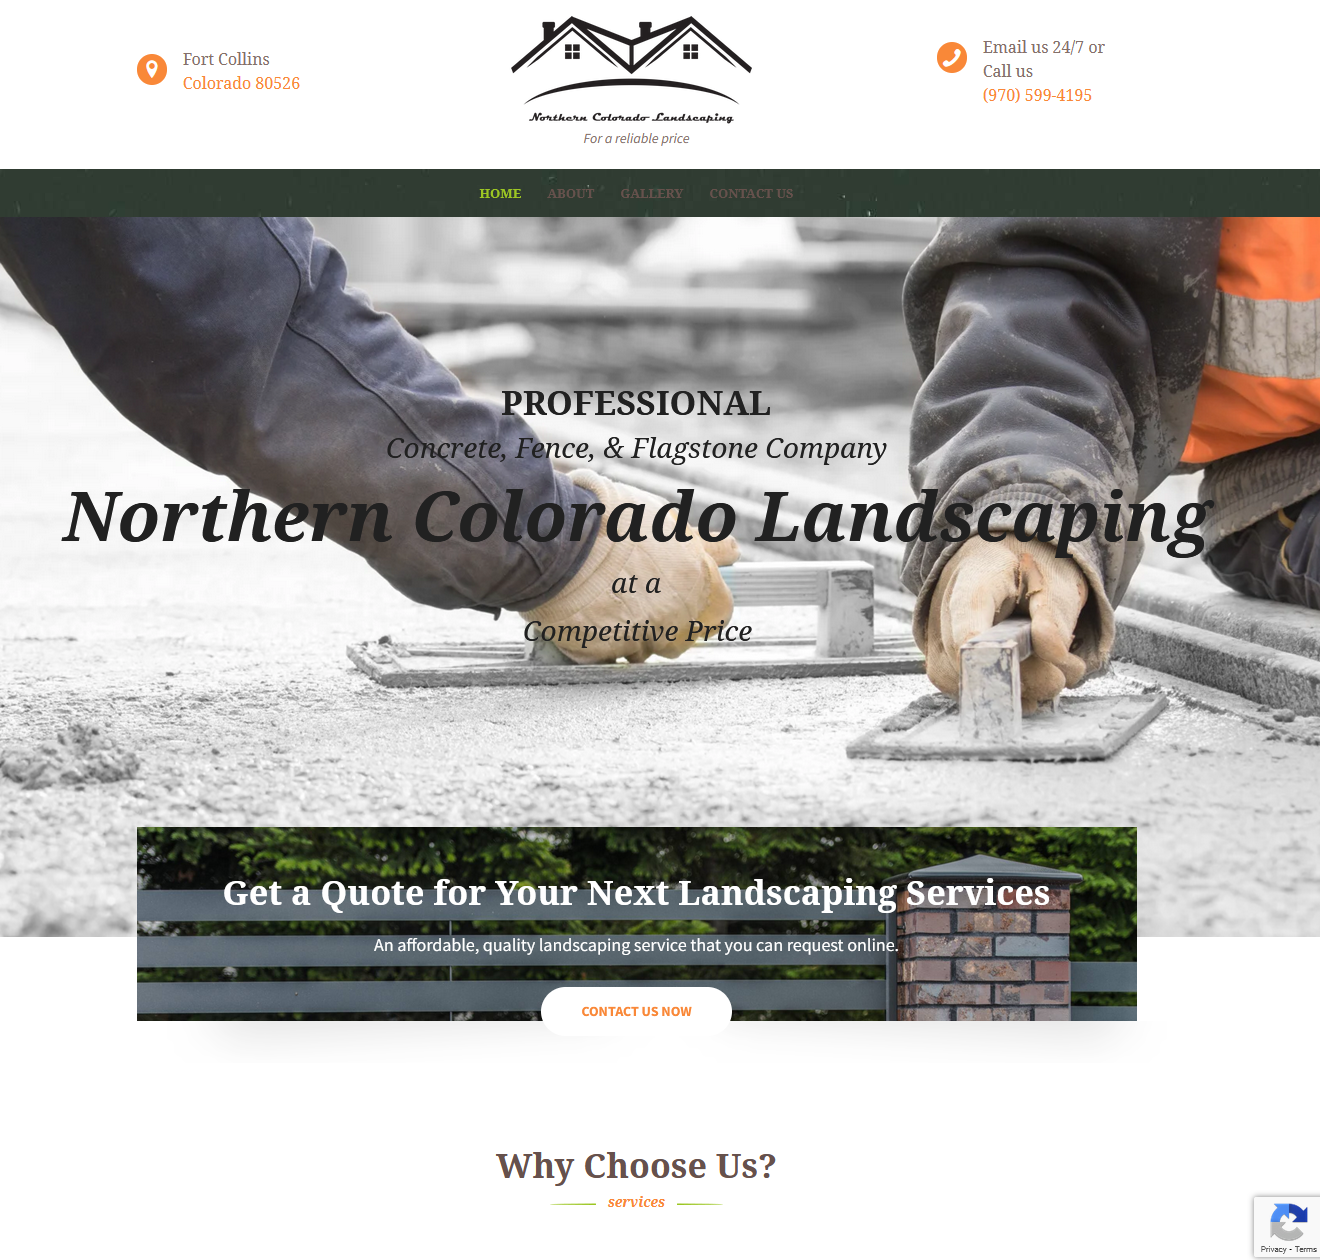 Fort Collins
Colorado 80526
Northern Colorado Landscaping
For a reliable price
Email us 24/7 or
Call us
(970) 599-4195
HOME ABOUT GALLERY CONTACT US
PROFESSIONAL
Concrete, Fence, & Flagstone Company
Northern Colorado Landscaping
at a
Competitive Price
Get a Quote for Your Next Landscaping Services
An affordable, quality landscaping service that you can request online.
CONTACT US NOW
Why Choose Us?
services
Privacy - Terms